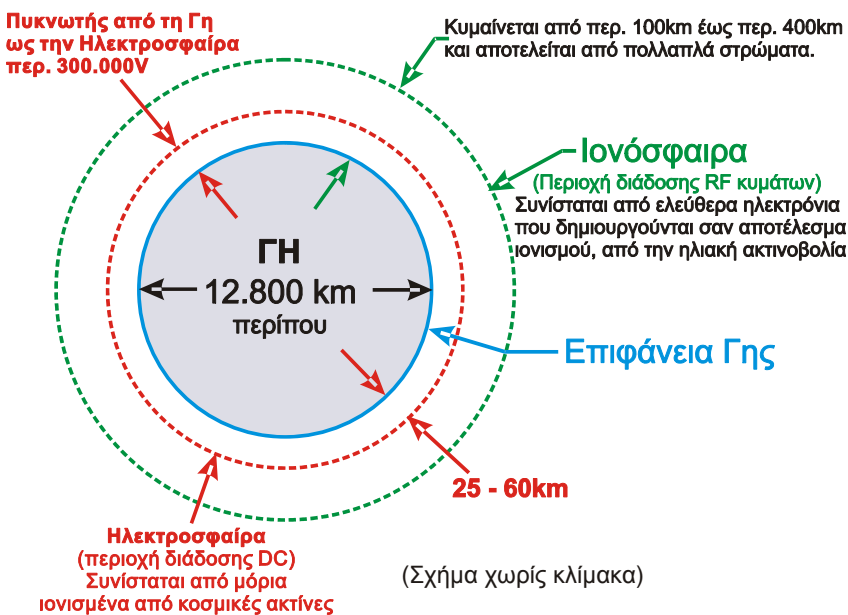 Πυκνωτής από τη Γη
ως την Ηλεκτροσφαίρα
περ. 300.000V
Κυμαίνεται από περ. 100km έως περ. 400km
και αποτελείται από πολλαπλά στρώματα.
Ιονόσφαιρα
(Περιοχή διάδοσης RF κυμάτων)
Συνίσταται από ελεύθερα ηλεκτρόνια
που δημιουργούνται σαν αποτέλεσμα
ιονισμού, από την ηλιακή ακτινοβολία
ΓΗ
12.800 km
περίπου
Επιφάνεια Γης
25 - 60km
Ηλεκτροσφαίρα
(περιοχή διάδοσης DC)
Συνίσταται από μόρια
ιονισμένα από κοσμικές ακτίνες
(Σχήμα χωρίς κλίμακα)